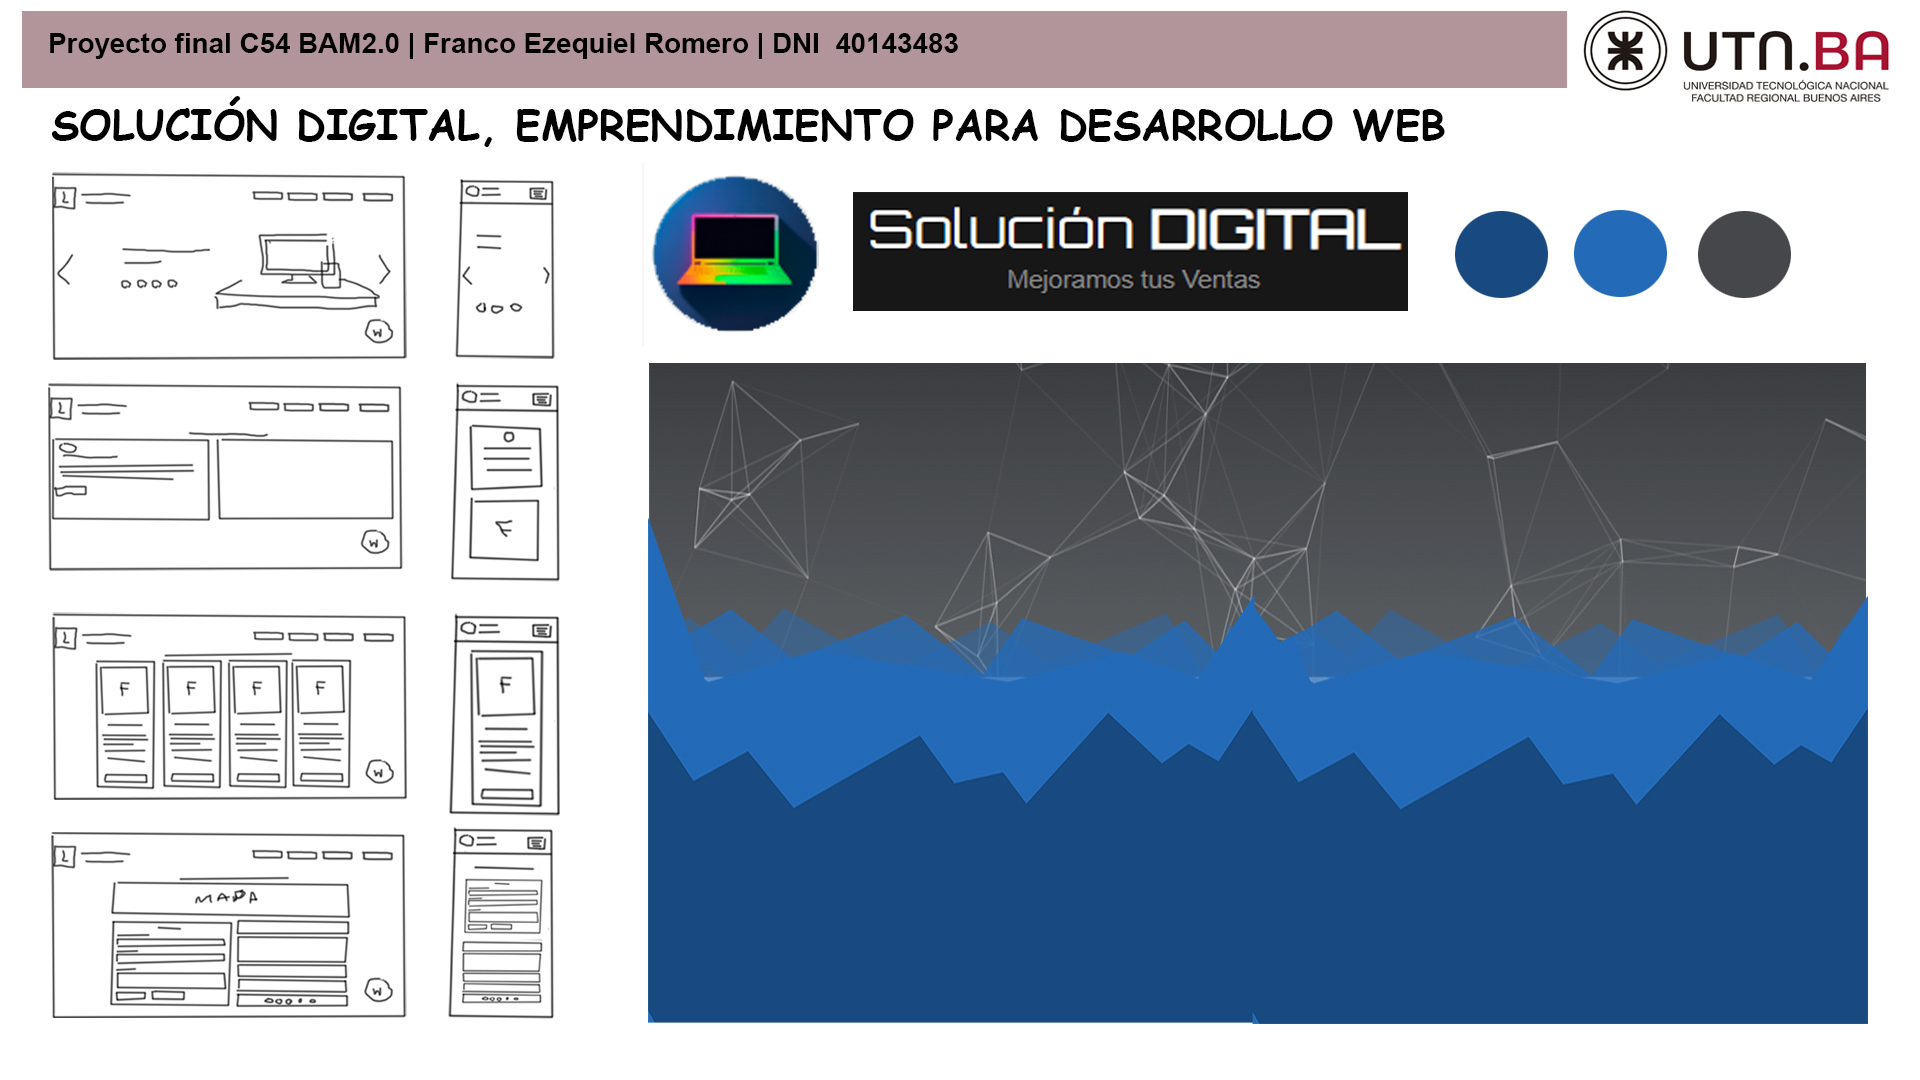 Proyecto final C54 BAM2.0 | Franco Ezequiel Romero | DNI  40143483
UTN.BA
UNIVERSIDAD TECNOLÓGICA NACIONAL
FACULTAD REGIONAL BUENOS AIRES
SOLUCIÓN DIGITAL, EMPRENDIMIENTO PARA DESARROLLO WEB
Solución DIGITAL
Mejoramos tus Ventas
L
W
L
W
F
L
F F F F
W
F
L
MAPA
W